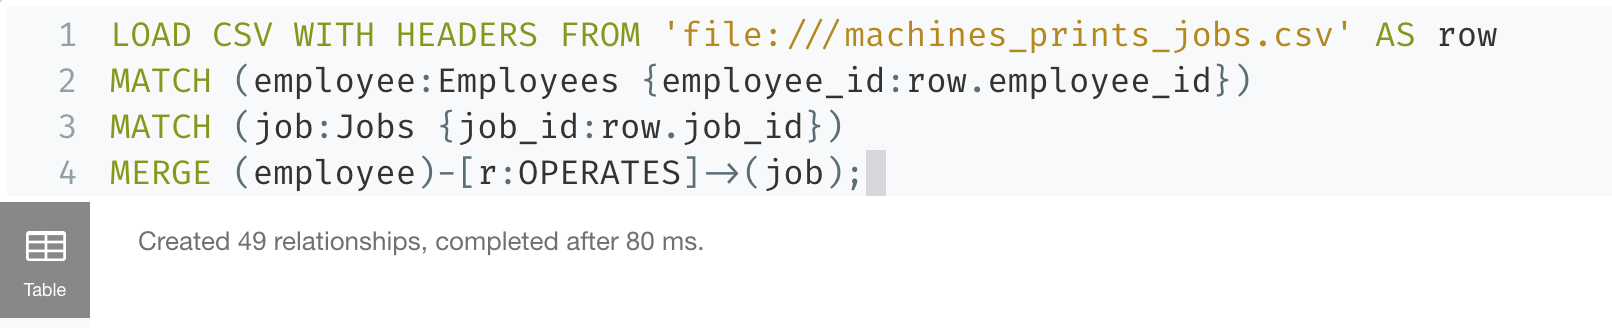 1 LOAD CSV WITH HEADERS FROM 'file:///machines_prints_jobs.csv' AS row
2 MATCH (employee:Employees {employee_id:row.employee_id})
3 MATCH (job:Jobs {job_id:row.job_id})
4 MERGE (employee)-[r:OPERATES]->(job);
Created 49 relationships, completed after 80 ms.
Table